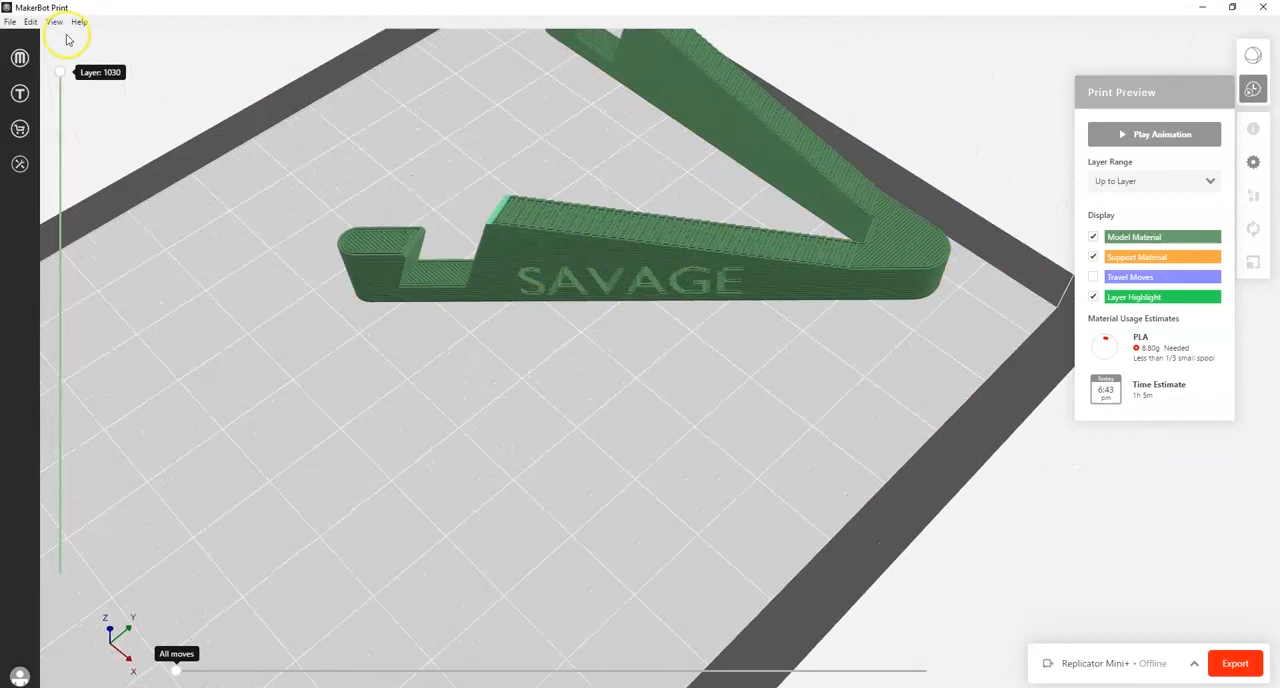 MakerBot Print
File Edit View Help
Layer: 1030
SAVAGE
Print Preview
Play Animation
Layer Range
Up to Layer
Display
Model Material
Support Material
Travel Moves
Layer Highlight
Material Usage Estimates
PLA
8.80g Needed
Less than 1/3 small spool
Today
6:43
pm
Time Estimate
1h 5m
Z
Y
X
All moves
Replicator Mini+ • Offline
Export